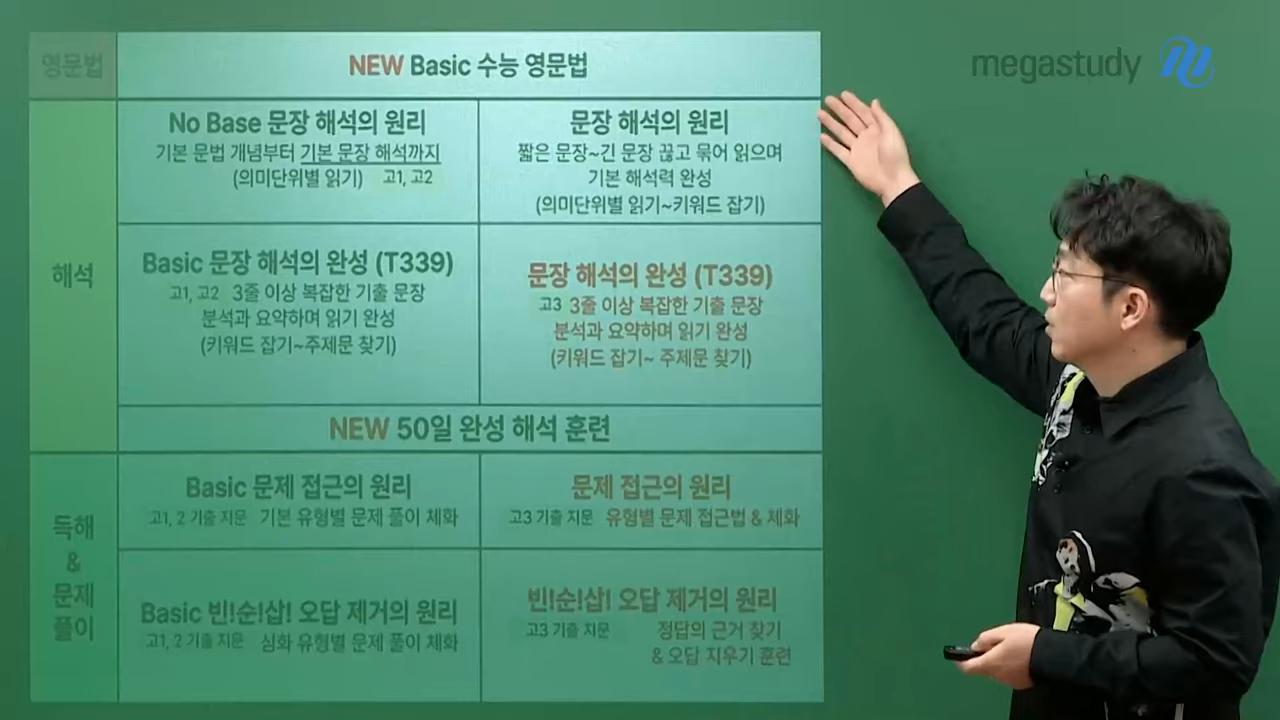 megastudy
영문법
NEW Basic 수능 영문법
해석
No Base 문장 해석의 원리
기본 문법 개념부터 기본 문장 해석까지
(의미단위별 읽기) 고1, 고2
문장 해석의 원리
짧은 문장~긴 문장 끊고 묶어 읽으며
기본 해석력 완성
(의미단위별 읽기~키워드 잡기)
Basic 문장 해석의 완성 (T339)
고1, 고2 3줄 이상 복잡한 기출 문장
분석과 요약하며 읽기 완성
(키워드 잡기~주제문 찾기)
문장 해석의 완성 (T339)
고3 3줄 이상 복잡한 기출 문장
분석과 요약하며 읽기 완성
(키워드 잡기~ 주제문 찾기)
NEW 50일 완성 해석 훈련
독해
&
문제
풀이
Basic 문제 접근의 원리
고1, 2 기출 지문 기본 유형별 문제 풀이 체화
문제 접근의 원리
고3 기출 지문 유형별 문제 접근법 & 체화
Basic 빈!순!삽! 오답 제거의 원리
고1, 2 기출 지문 심화 유형별 문제 풀이 체화
빈!순!삽! 오답 제거의 원리
고3 기출 지문 정답의 근거 찾기
& 오답 지우기 훈련